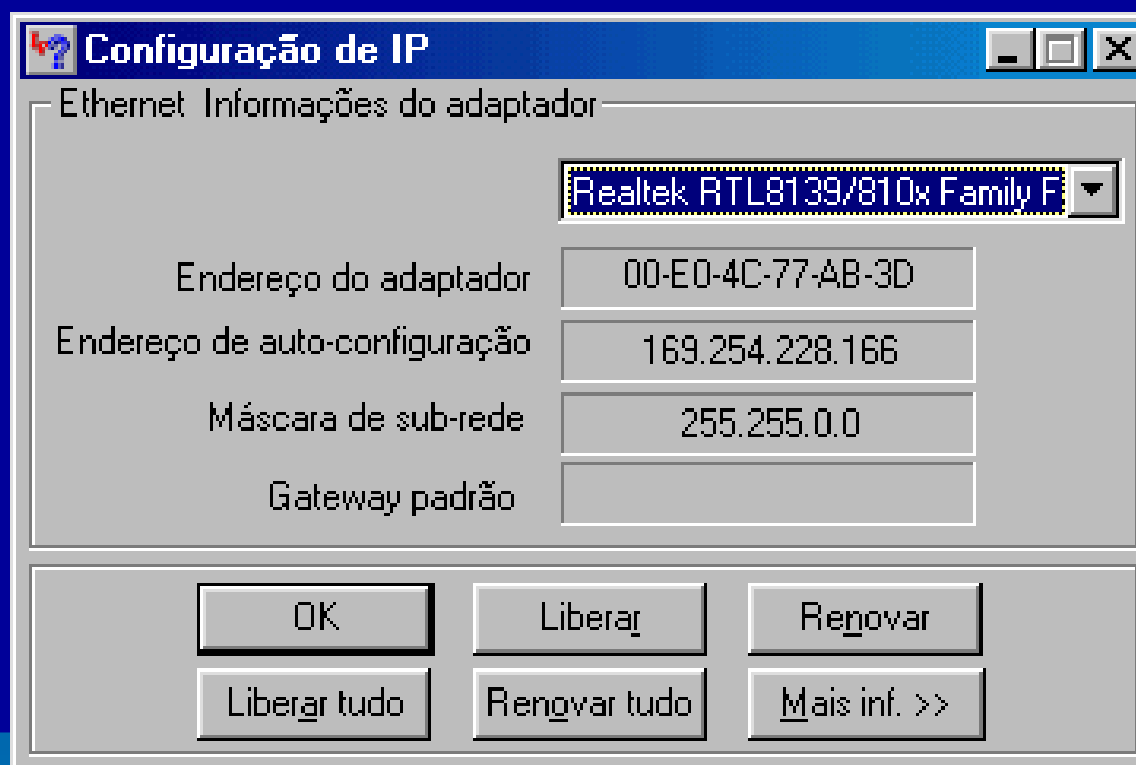 Configuração de IP
Ethernet Informações do adaptador
Realtek RTL8139/810x Family F
Endereço do adaptador 00-E0-4C-77-AB-3D
Endereço de auto-configuração 169.254.228.166
Máscara de sub-rede 255.255.0.0
Gateway padrão
OK Liberar Renovar
Liberar tudo Renovar tudo Mais inf. >>